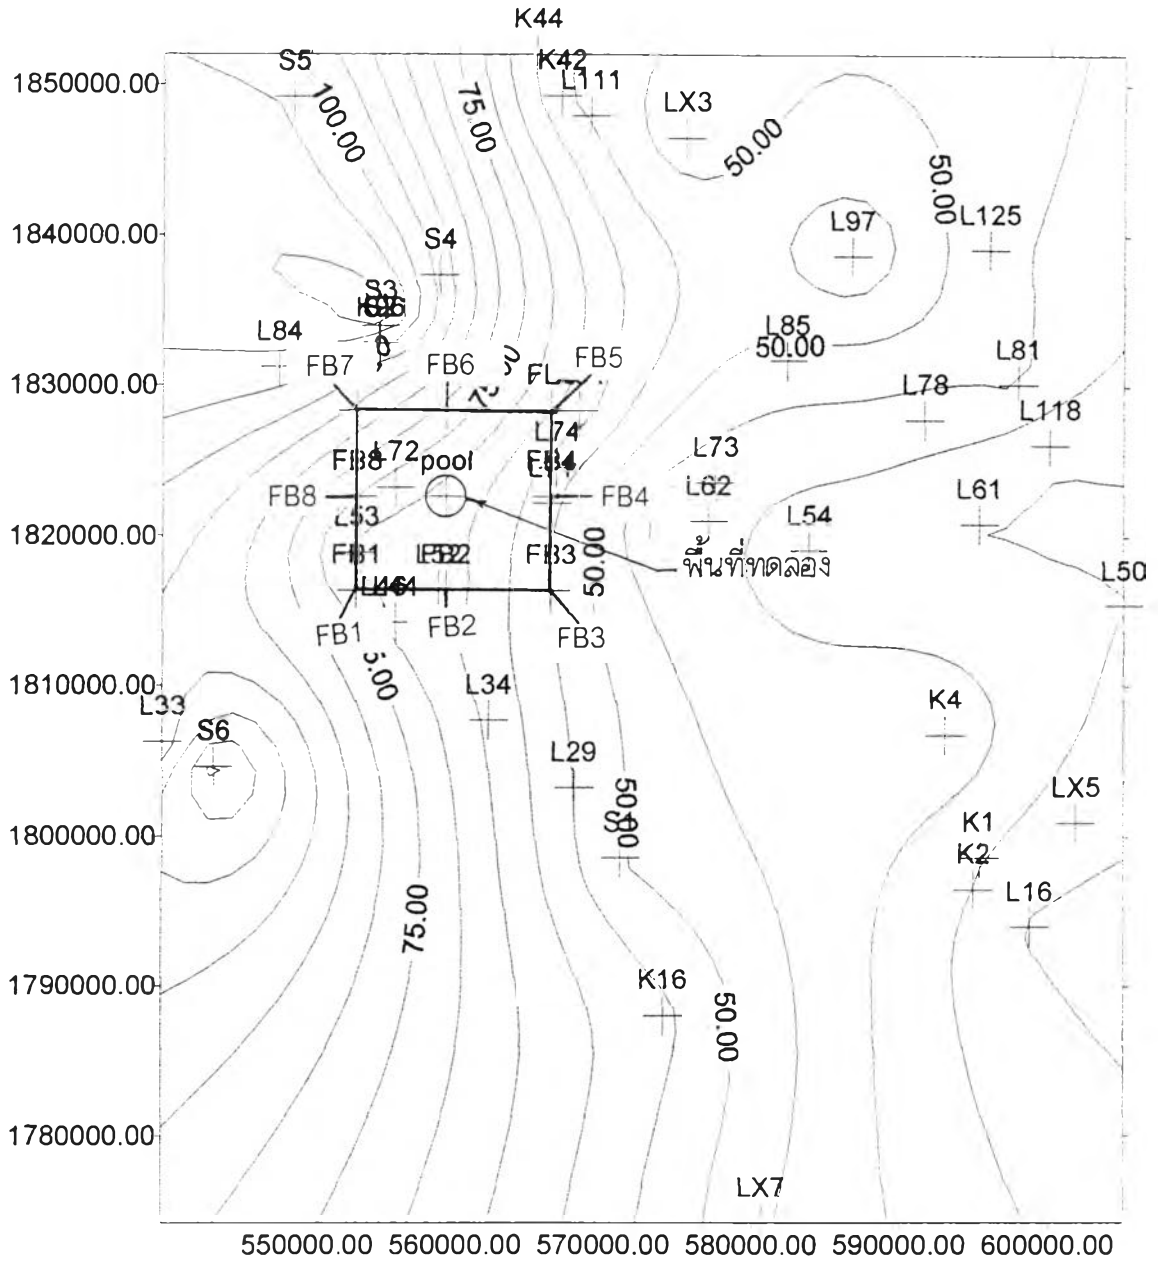 K44
S5
K42
L111
1850000.00
100.00
75.00
LX3
50.00
50.00
1840000.00
S4
L97
L125
S3
L84
L85
50.00
L81
FB7
FB6
FB5
1830000.00
L78
L118
L74
L72
L73
FB8
pool
FB4
FB8
FB4
L62
L61
L53
L54
1820000.00
FB1
FB3
50.00
พื้นที่ทดลอง
L50
FB1
FB2
FB3
1810000.00
L34
L33
K4
S6
L29
50.00
LX5
1800000.00
K1
K2
75.00
L16
1790000.00
K16
50.00
1780000.00
LX7
550000.00 560000.00 570000.00 580000.00 590000.00 600000.00